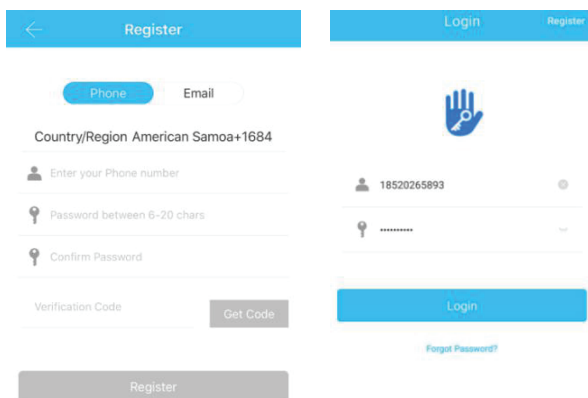 Register
Phone Email
Country/Region American Samoa+1684
Enter your Phone number
Password between 6-20 chars
Confirm Password
Verification Code Get Code
Register
Login Register
18520265893
••••••••••
Login
Forgot Password?